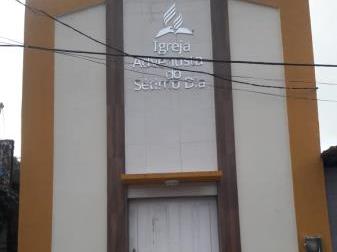 Igreja
Adventista
do
Sétimo Dia